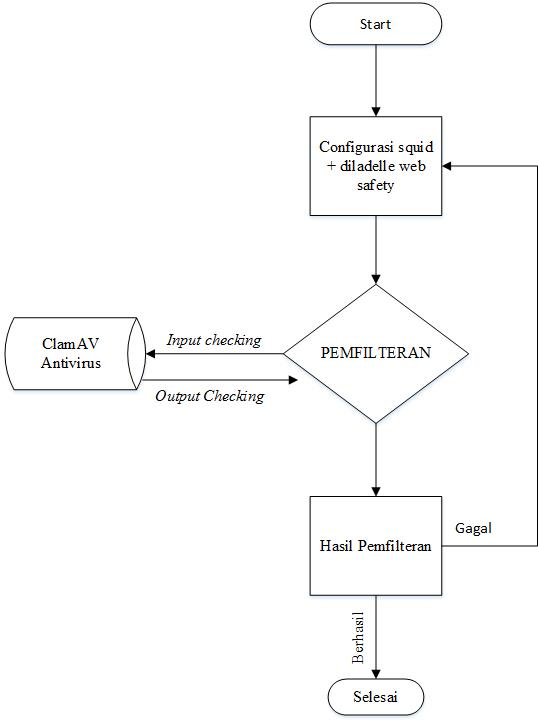 Start
Configurasi squid
+ diladelle web
safety
PEMFILTERAN
Input checking
ClamAV
Antivirus
Output Checking
Hasil Pemfilteran
Gagal
Berhasil
Selesai